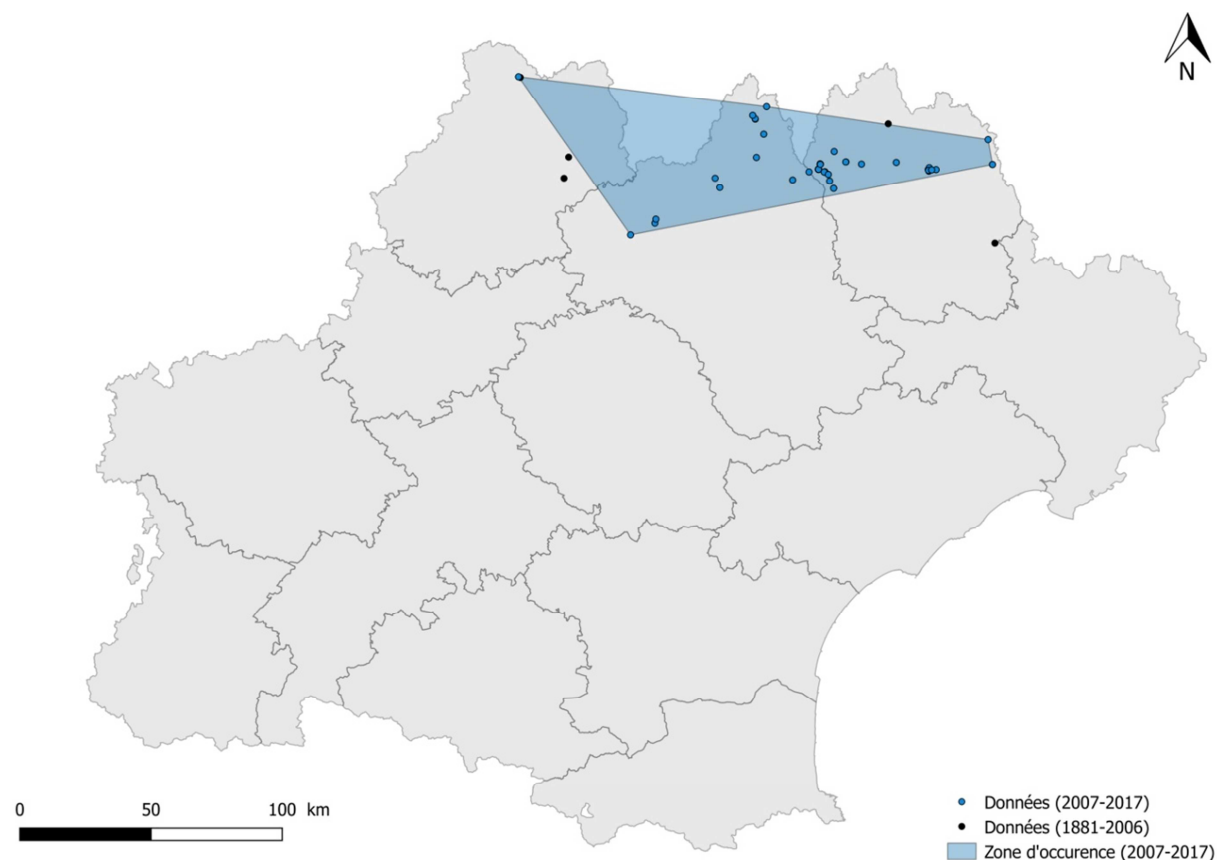 N
0 50 100 km
Données (2007-2017)
Données (1881-2006)
Zone d'occurence (2007-2017)